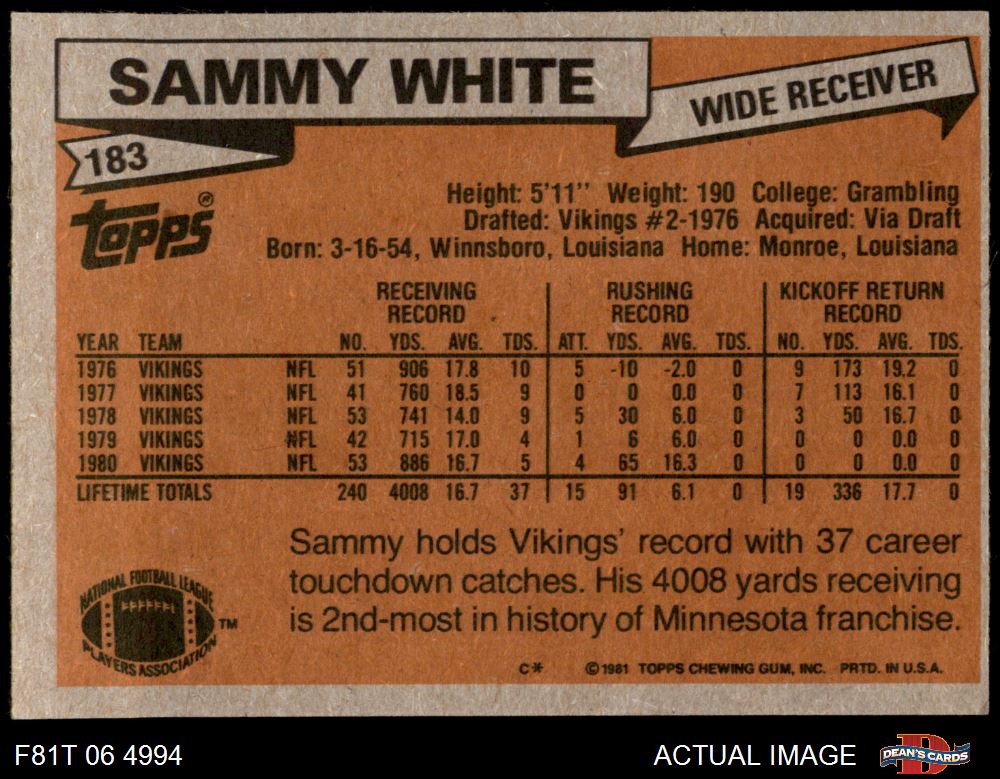 SAMMY WHITE
WIDE RECEIVER
183
topps®
Height: 5'11'' Weight: 190 College: Grambling
Drafted: Vikings #2-1976 Acquired: Via Draft
Born: 3-16-54, Winnsboro, Louisiana Home: Monroe, Louisiana
RECEIVING RECORD RUSHING RECORD KICKOFF RETURN RECORD
YEAR TEAM NO. YDS. AVG. TDS. ATT. YDS. AVG. TDS. NO. YDS. AVG. TDS.
1976 VIKINGS NFL 51 906 17.8 10 5 -10 -2.0 0 9 173 19.2 0
1977 VIKINGS NFL 41 760 18.5 9 0 0 0.0 0 7 113 16.1 0
1978 VIKINGS NFL 53 741 14.0 9 5 30 6.0 0 3 50 16.7 0
1979 VIKINGS NFL 42 715 17.0 4 1 6 6.0 0 0 0 0.0 0
1980 VIKINGS NFL 53 886 16.7 5 4 65 16.3 0 0 0 0.0 0
LIFETIME TOTALS 240 4008 16.7 37 15 91 6.1 0 19 336 17.7 0
Sammy holds Vikings' record with 37 career
touchdown catches. His 4008 yards receiving
is 2nd-most in history of Minnesota franchise.
NATIONAL FOOTBALL LEAGUE
PLAYERS ASSOCIATION
TM
C* ©1981 TOPPS CHEWING GUM, INC. PRTD. IN U.S.A.
F81T 06 4994 ACTUAL IMAGE
D
DEAN'S CARDS